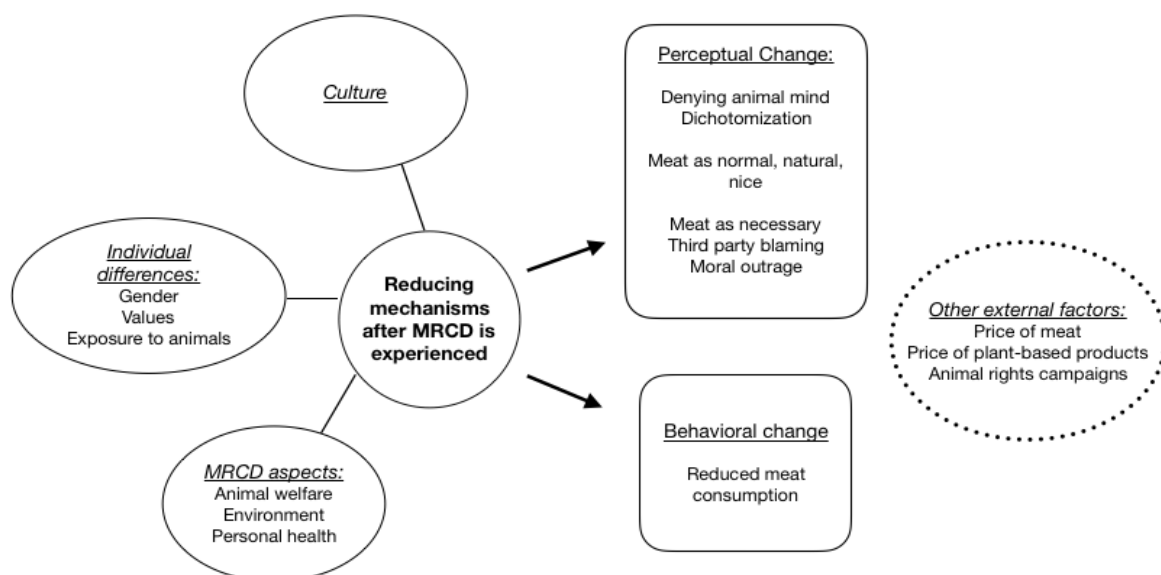 Culture
Individual
differences:
Gender
Values
Exposure to animals
MRCD aspects:
Animal welfare
Environment
Personal health
Reducing
mechanisms
after MRCD is
experienced
Perceptual Change:
Denying animal mind
Dichotomization
Meat as normal, natural,
nice
Meat as necessary
Third party blaming
Moral outrage
Behavioral change
Reduced meat
consumption
Other external factors:
Price of meat
Price of plant-based products
Animal rights campaigns